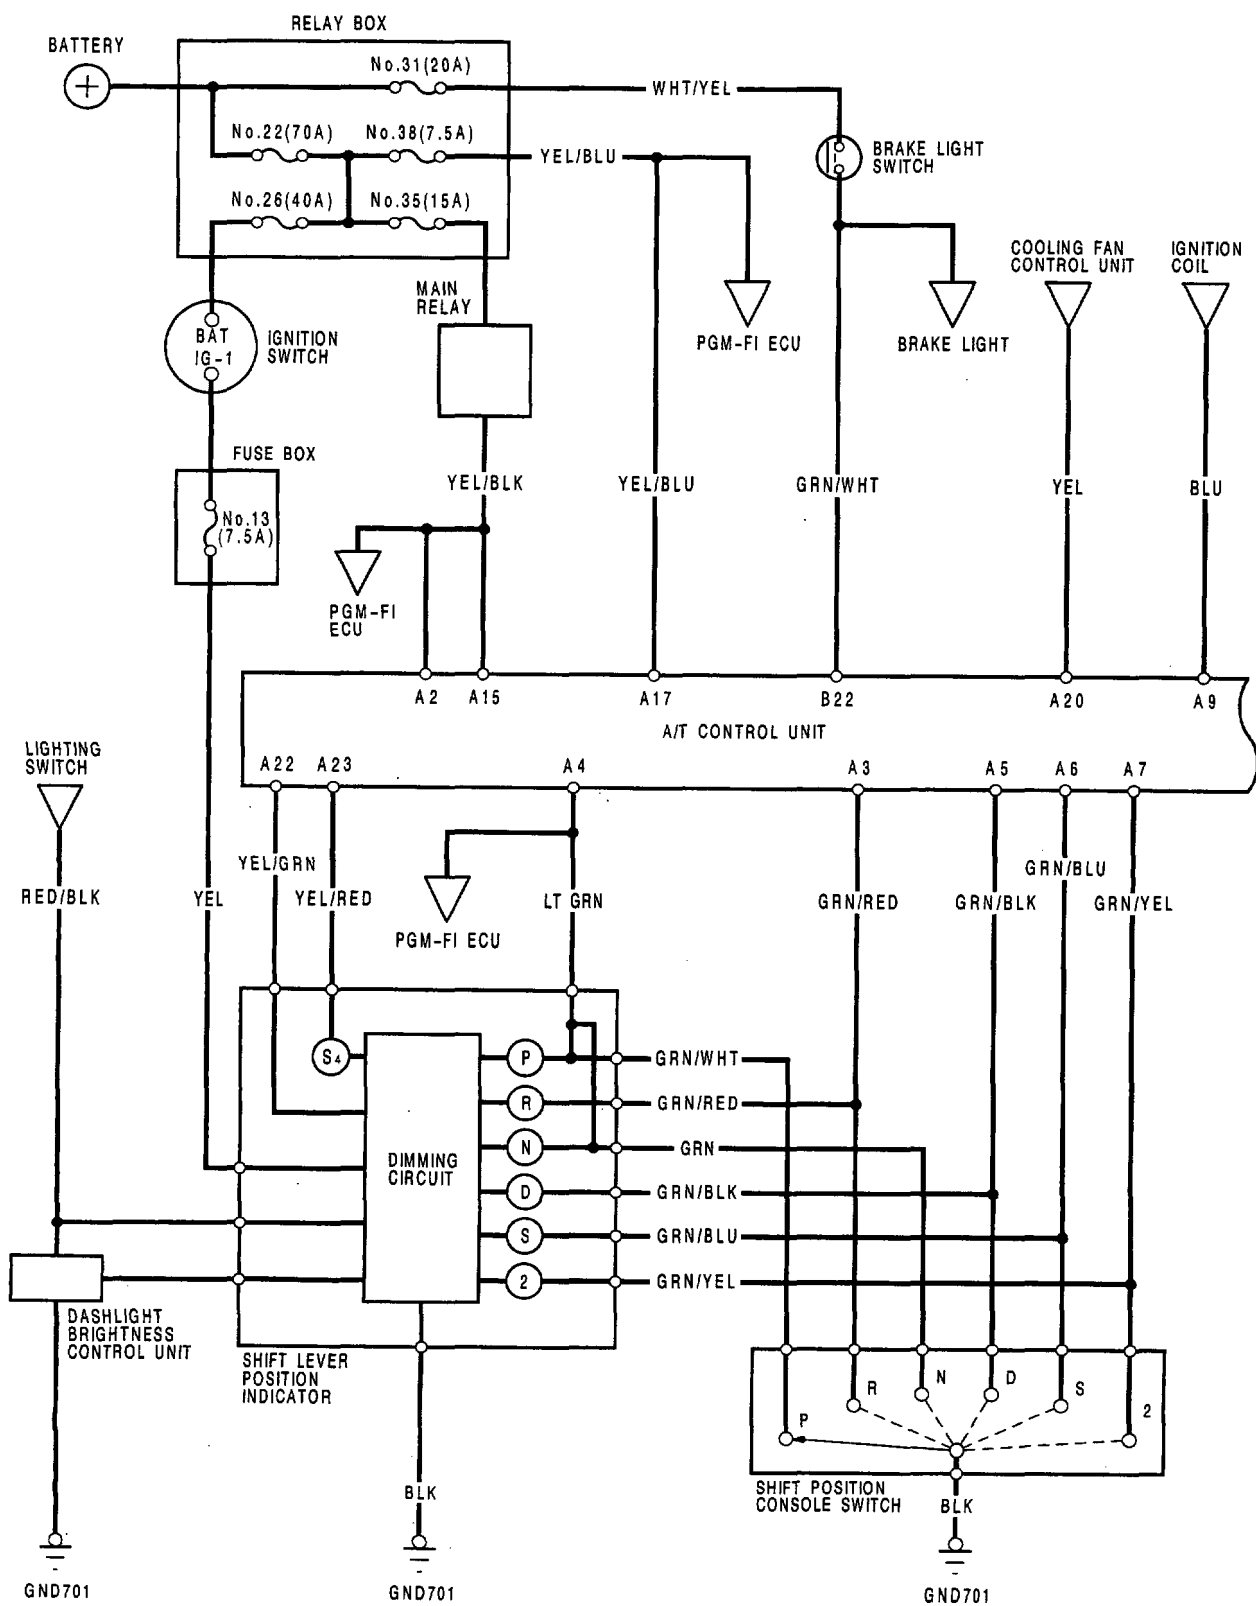 RELAY BOX
BATTERY
+
No.31(20A)
WHT/YEL
No.22(70A)
No.38(7.5A)
YEL/BLU
BRAKE LIGHT
SWITCH
No.26(40A)
No.35(15A)
COOLING FAN
CONTROL UNIT
IGNITION
COIL
MAIN
RELAY
BAT
IG-1
IGNITION
SWITCH
PGM-FI ECU
BRAKE LIGHT
FUSE BOX
YEL/BLK
YEL/BLU
GRN/WHT
YEL
BLU
No.13
(7.5A)
PGM-FI
ECU
A2
A15
A17
B22
A20
A9
A/T CONTROL UNIT
LIGHTING
SWITCH
A22
A23
A4
A3
A5
A6
A7
YEL/GRN
GRN/BLU
RED/BLK
YEL
YEL/RED
LT GRN
GRN/RED
GRN/BLK
GRN/YEL
PGM-FI ECU
S4
P
GRN/WHT
R
GRN/RED
N
GRN
DIMMING
CIRCUIT
D
GRN/BLK
S
GRN/BLU
2
GRN/YEL
DASHLIGHT
BRIGHTNESS
CONTROL UNIT
SHIFT LEVER
POSITION
INDICATOR
P
R
N
D
S
2
SHIFT POSITION
CONSOLE SWITCH
BLK
BLK
GND701
GND701
GND701